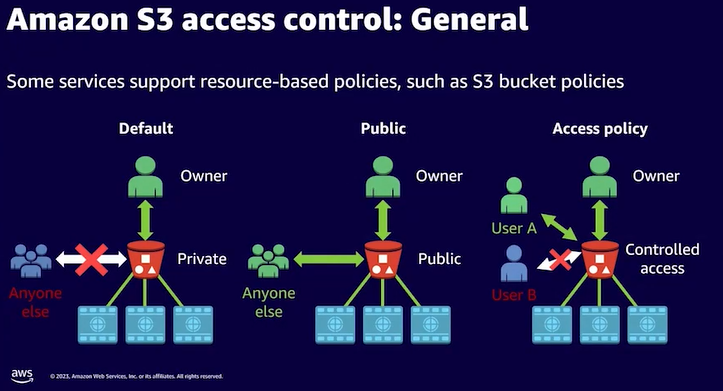 Amazon S3 access control: General
Some services support resource-based policies, such as S3 bucket policies
Default
Owner
Private
Anyone
else
Public
Owner
Public
Anyone
else
Access policy
Owner
User A
Controlled
access
User B
aws
© 2023, Amazon Web Services, Inc. or its affiliates. All rights reserved.